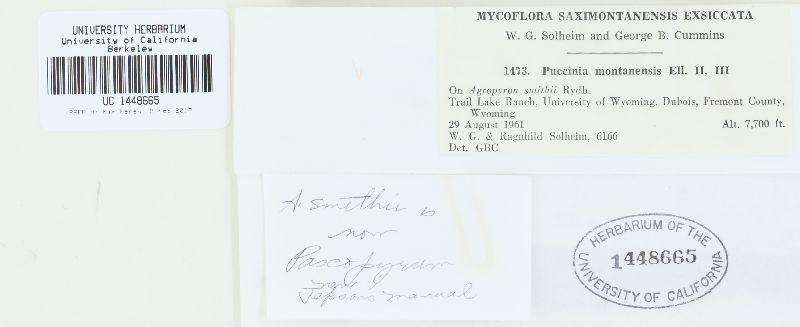 UNIVERSITY HERBARIUM
University of California
Berkeley
UC 1448665
MYCOFLORA SAXIMONTANENSIS EXSICCATA
W. G. Solheim and George B. Cummins
1473. Puccinia montanensis Ell. II, III
On Agropyron smithii Rydb.
Trail Lake Ranch, University of Wyoming, Dubois, Fremont County,
Wyoming
29 August 1961 Alt. 7,700 ft.
W. G. & Ragnhild Solheim, 6166
Det. GBC
A. smithii is
now
Pascopyrum
new
Jepson manual
HERBARIUM OF THE
1448665
UNIVERSITY OF CALIFORNIA